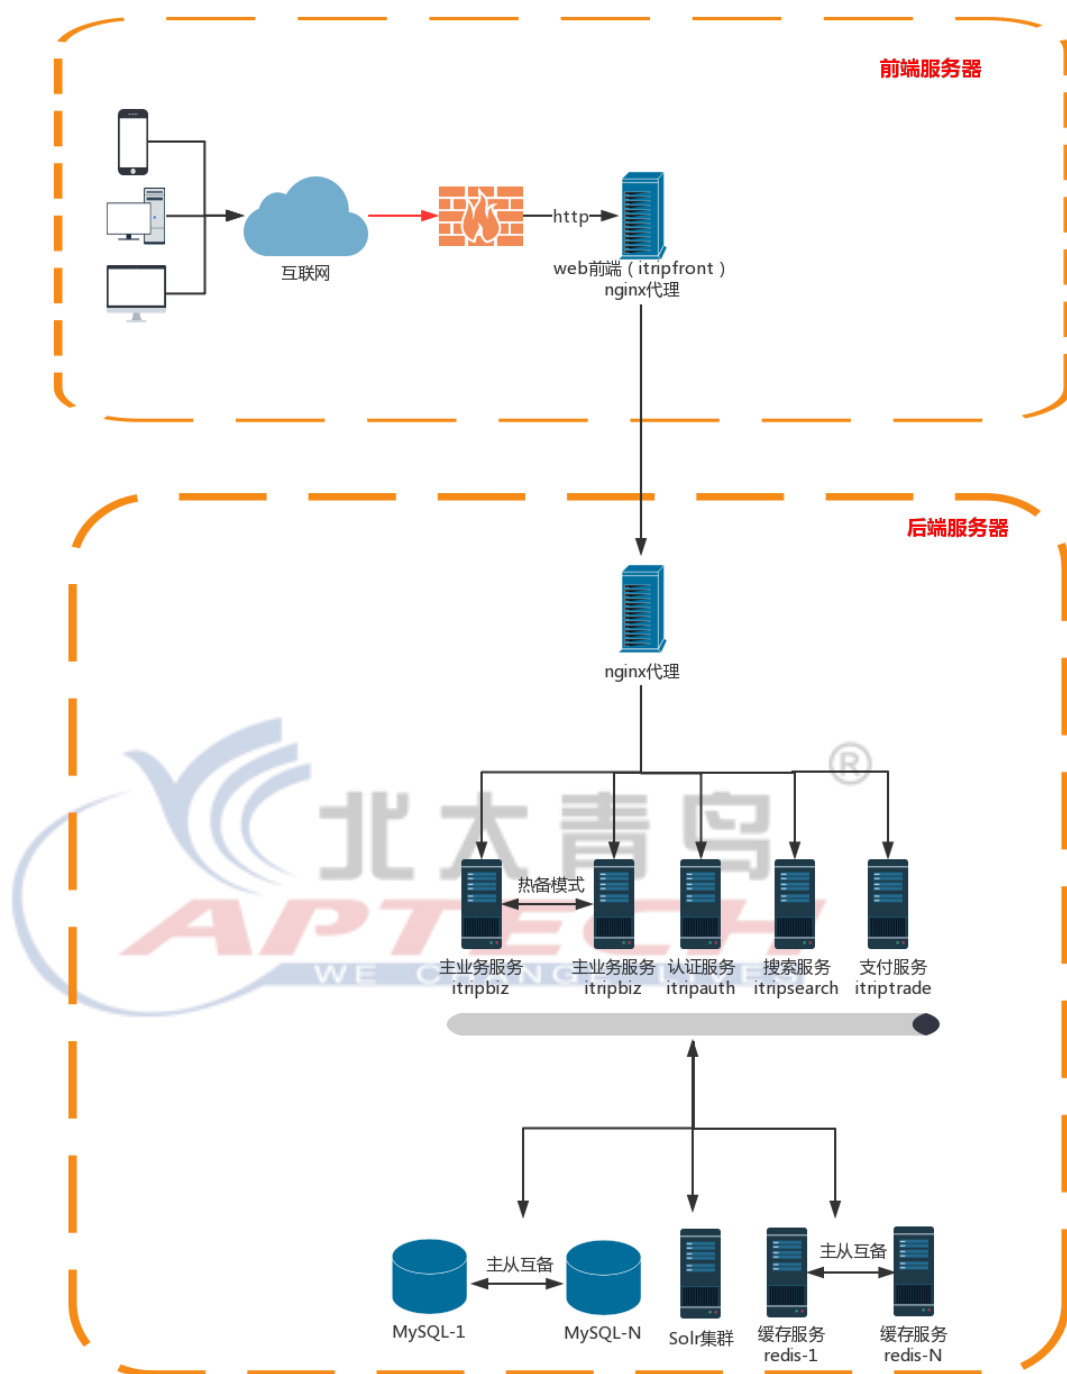 前端服务器
http
互联网
web前端（itripfront）
nginx代理
后端服务器
nginx代理
北大青鸟®
APTECH
WE CHANGE LIVES
热备模式
主业务服务
itripbiz
主业务服务
itripbiz
认证服务
itripauth
搜索服务
itripsearch
支付服务
itriptrade
主从互备
MySQL-1
MySQL-N
Solr集群
主从互备
缓存服务
redis-1
缓存服务
redis-N